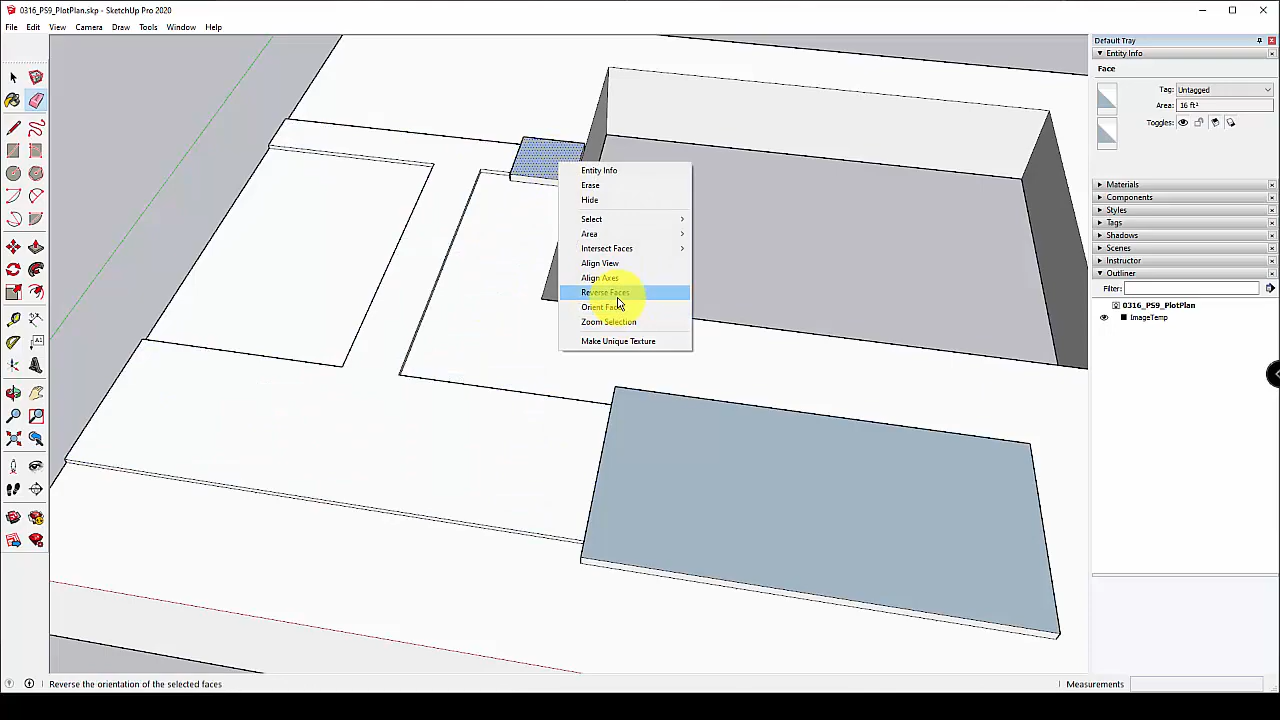 0316_PS9_PlotPlan.skp - SketchUp Pro 2020
File Edit View Camera Draw Tools Window Help
Default Tray
Entity Info
Face
Tag: Untagged
Area: 16 ft²
Toggles:
Entity Info
Erase
Hide
Select
Area
Intersect Faces
Align View
Align Axes
Reverse Faces
Orient Faces
Zoom Selection
Make Unique Texture
Materials
Components
Styles
Tags
Shadows
Scenes
Instructor
Outliner
Filter:
0316_PS9_PlotPlan
ImageTemp
Reverse the orientation of the selected faces
Measurements